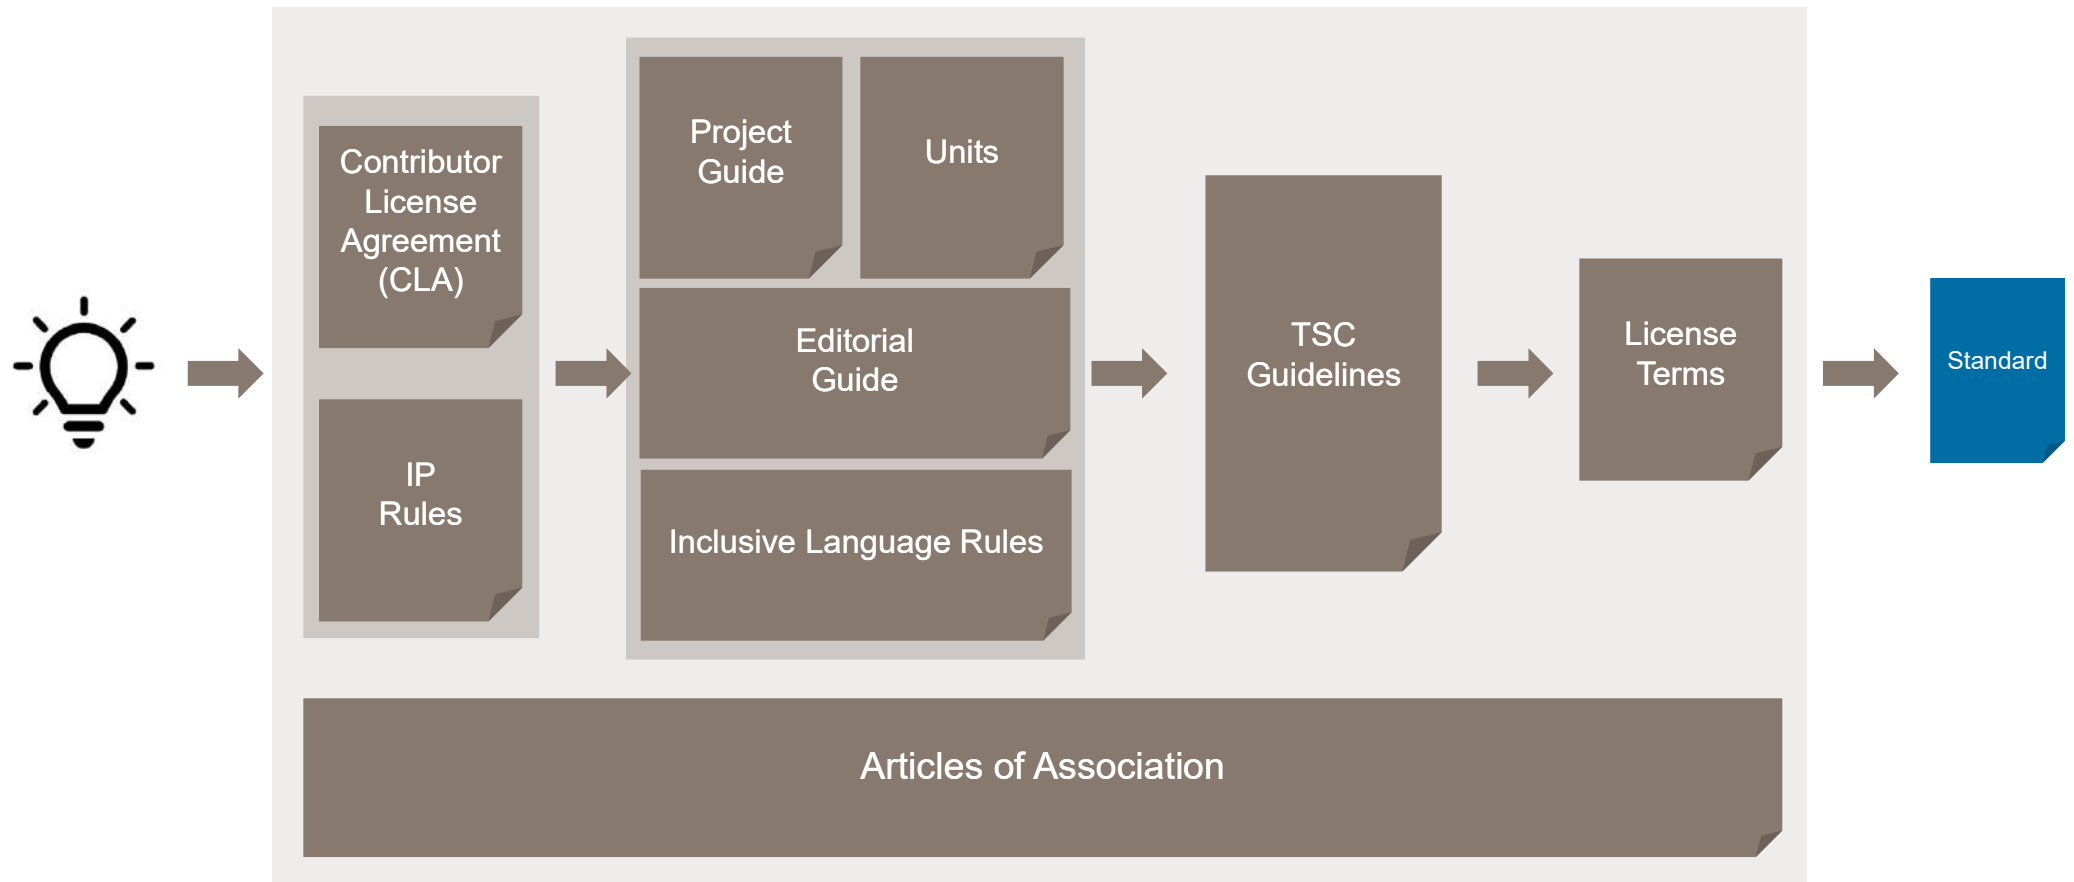 Contributor
License
Agreement
(CLA)
IP
Rules
Project
Guide
Units
Editorial
Guide
Inclusive Language Rules
TSC
Guidelines
License
Terms
Standard
Articles of Association